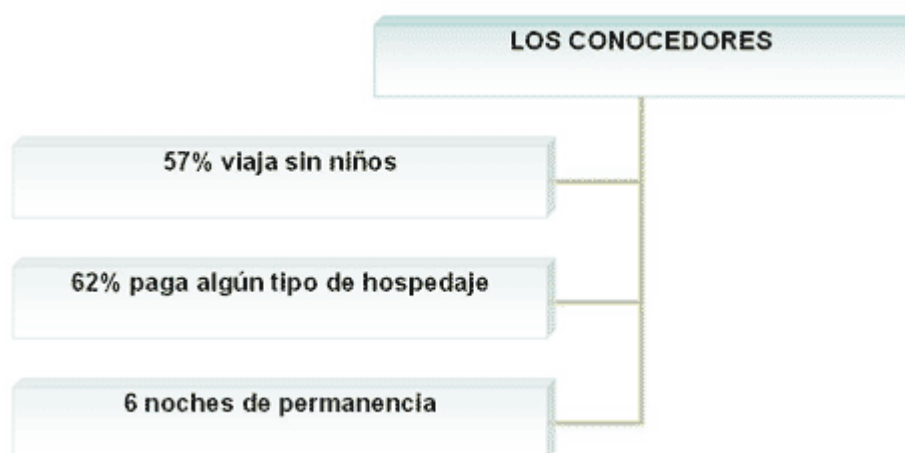 LOS CONOCEDORES
57% viaja sin niños
62% paga algún tipo de hospedaje
6 noches de permanencia